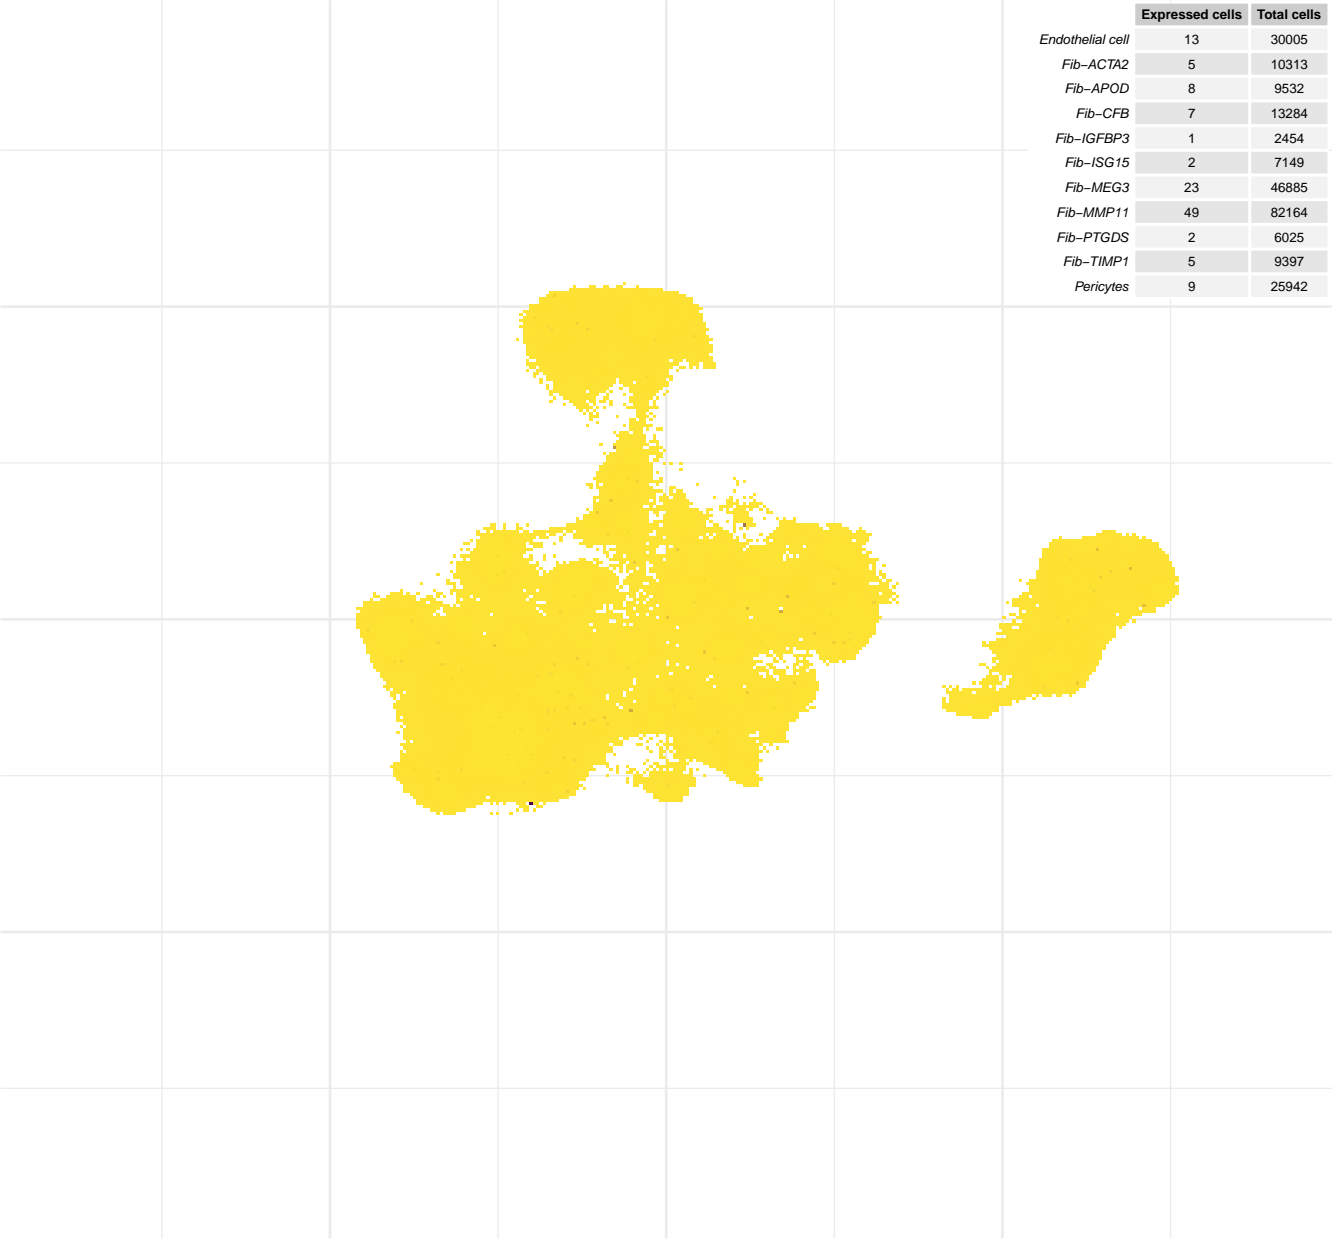 Expressed cells Total cells
Endothelial cell 13 30005
Fib−ACTA2 5 10313
Fib−APOD 8 9532
Fib−CFB 7 13284
Fib−IGFBP3 1 2454
Fib−ISG15 2 7149
Fib−MEG3 23 46885
Fib−MMP11 49 82164
Fib−PTGDS 2 6025
Fib−TIMP1 5 9397
Pericytes 9 25942